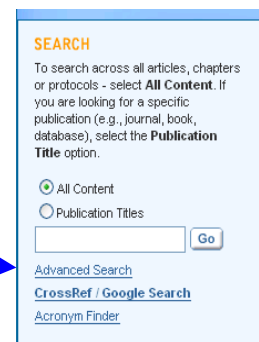 SEARCH
To search across all articles, chapters
or protocols - select All Content. If
you are looking for a specific
publication (e.g., journal, book,
database), select the Publication
Title option.
All Content
Publication Titles
Go
Advanced Search
CrossRef / Google Search
Acronym Finder